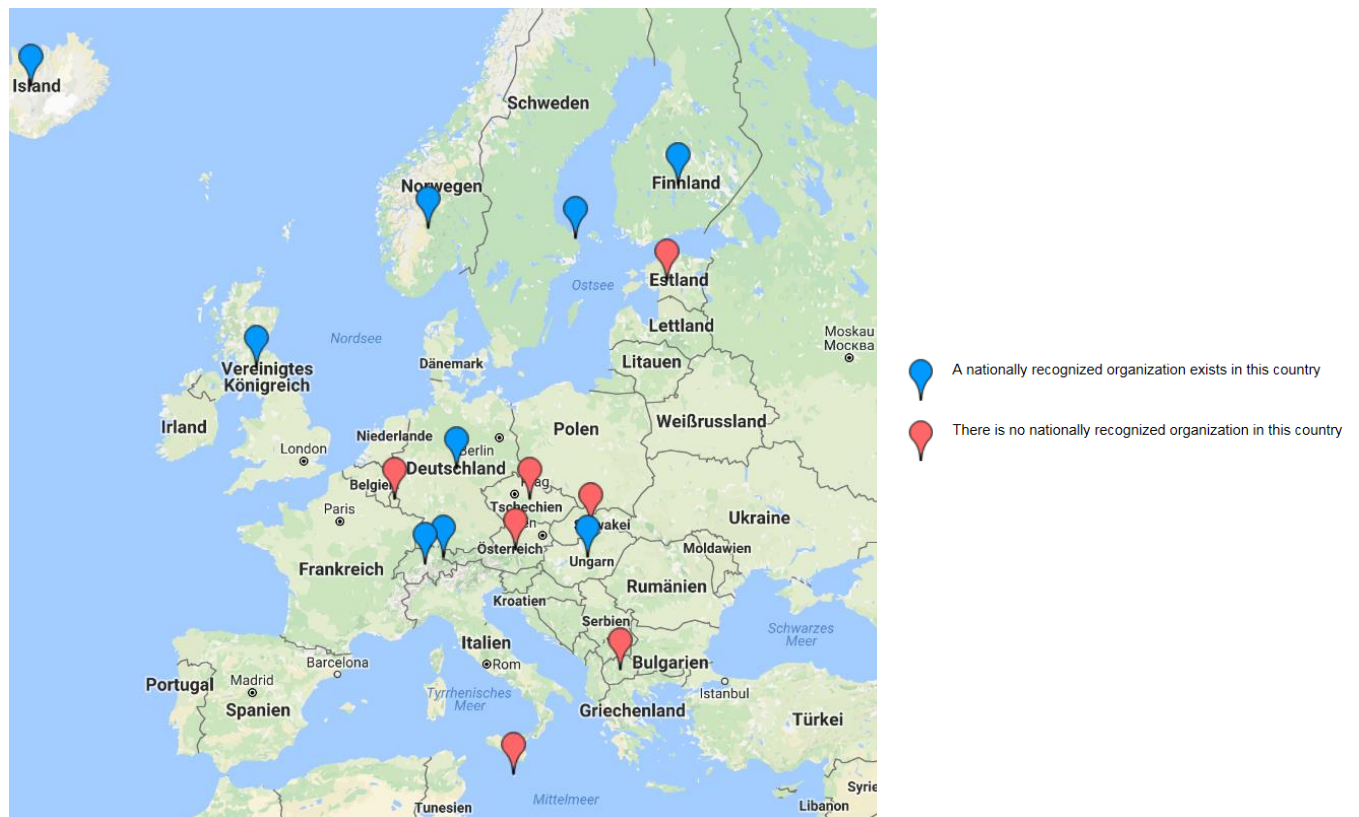 Island
Schweden
Norwegen
Finnland
Ostsee
Estland
Lettland
Moskau
Москва
Nordsee
Dänemark
Litauen
Vereinigtes
Königreich
Irland
London
Niederlande
Berlin
Polen
Weißrussland
Deutschland
Belgien
Paris
Tschechien
Ukraine
Österreich
Ungarn
Moldawien
Frankreich
Rumänien
Kroatien
Serbien
Schwarzes
Meer
Italien
Rom
Bulgarien
Barcelona
Portugal
Madrid
Spanien
Tyrrhenisches
Meer
Istanbul
Griechenland
Türkei
Mittelmeer
Tunesien
Syrie
Libanon
A nationally recognized organization exists in this country
There is no nationally recognized organization in this country